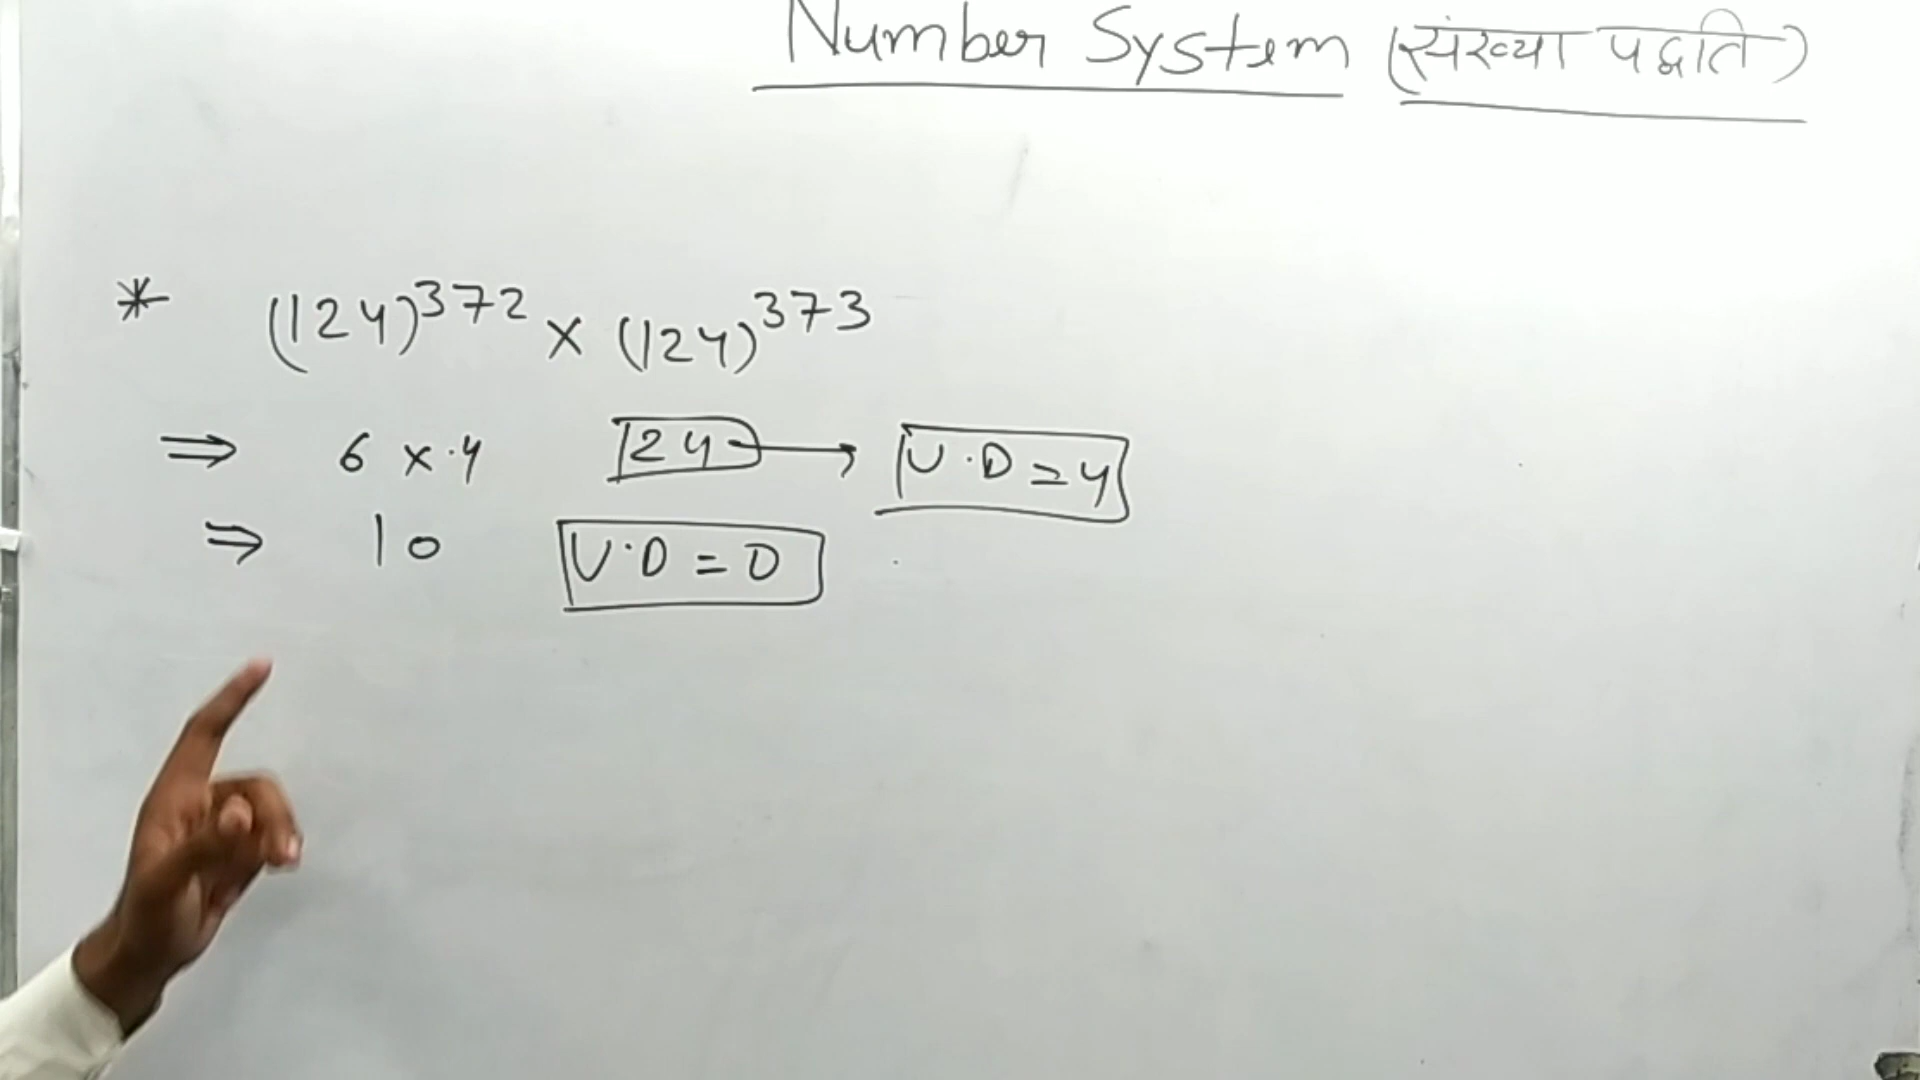 Number System (संख्या पद्धति)
* (124)^372 × (124)^373
⇒ 6 × 4 24 → U.D = 4
⇒ 10 U.D = 0